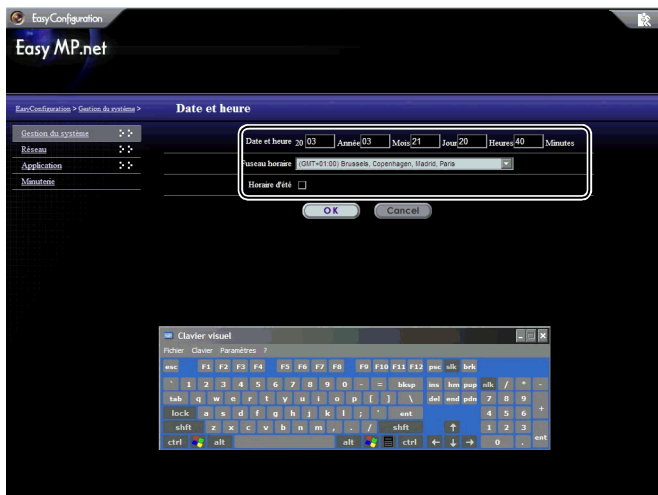 EasyConfiguration
Easy MP.net
EasyConfiguration > Gestion du système > Date et heure
Gestion du système
Réseau
Application
Minuterie
Date et heure 20 03 Année 03 Mois 21 Jour 20 Heures 40 Minutes
Fuseau horaire (GMT+01:00) Brussels, Copenhagen, Madrid, Paris
Horaire d'été
OK Cancel
Clavier visuel
Fichier Clavier Paramètres ?
esc F1 F2 F3 F4 F5 F6 F7 F8 F9 F10 F11 F12 psc slk brk
` 1 2 3 4 5 6 7 8 9 0 - = bksp ins hm pup nlk / * -
tab q w e r t y u i o p [ ] \ del end pdn 7 8 9 +
lock a s d f g h j k l ; ' ent 4 5 6
shft z x c v b n m , . / shft ↑ 1 2 3 ent
ctrl alt alt ctrl ← ↓ → 0 .